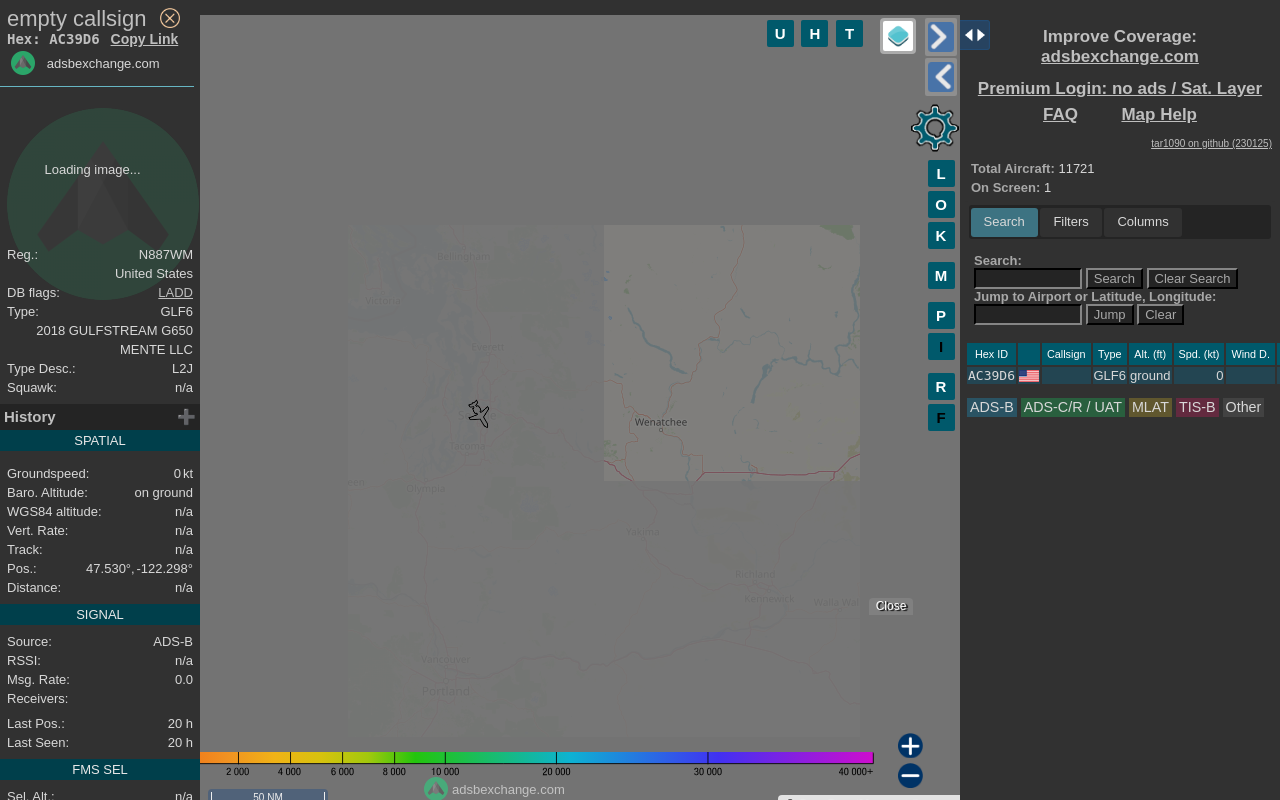 empty callsign
Hex: AC39D6 Copy Link
adsbexchange.com
Loading image...
Reg.: N887WM
United States
DB flags: LADD
Type: GLF6
2018 GULFSTREAM G650
MENTE LLC
Type Desc.: L2J
Squawk: n/a
History
SPATIAL
Groundspeed: 0 kt
Baro. Altitude: on ground
WGS84 altitude: n/a
Vert. Rate: n/a
Track: n/a
Pos.: 47.530°, -122.298°
Distance: n/a
SIGNAL
Source: ADS-B
RSSI: n/a
Msg. Rate: 0.0
Receivers:
Last Pos.: 20 h
Last Seen: 20 h
FMS SEL
Sel. Alt.: n/a
U H T
L
O
K
M
P
I
R
F
Bellingham
Victoria
Everett
Wenatchee
Tacoma
Olympia
Yakima
Richland
Kennewick
Vancouver
Portland
Close
2 000 4 000 6 000 8 000 10 000 20 000 30 000 40 000+
adsbexchange.com
50 NM
Improve Coverage:
adsbexchange.com
Premium Login: no ads / Sat. Layer
FAQ Map Help
tar1090 on github (230125)
Total Aircraft: 11721
On Screen: 1
Search Filters Columns
Search:
Search Clear Search
Jump to Airport or Latitude, Longitude:
Jump Clear
Hex ID Callsign Type Alt. (ft) Spd. (kt) Wind D.
AC39D6 GLF6 ground 0
ADS-B ADS-C/R / UAT MLAT TIS-B Other